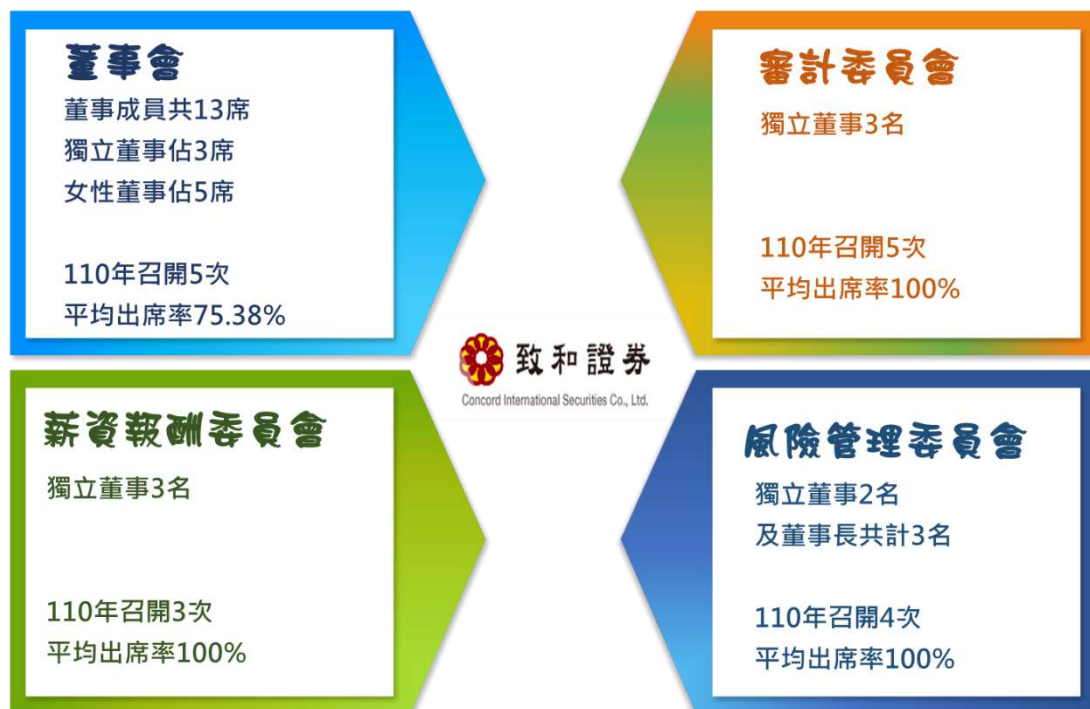 董事會
董事成員共13席
獨立董事佔3席
女性董事佔5席
110年召開5次
平均出席率75.38%
審計委員會
獨立董事3名
110年召開5次
平均出席率100%
致和證券
Concord International Securities Co., Ltd.
薪資報酬委員會
獨立董事3名
110年召開3次
平均出席率100%
風險管理委員會
獨立董事2名
及董事長共計3名
110年召開4次
平均出席率100%